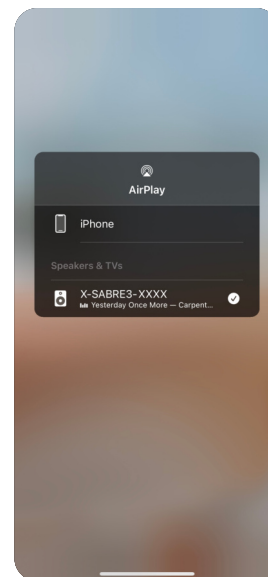 AirPlay
iPhone
Speakers & TVs
X-SABRE3-XXXX
Yesterday Once More — Carpent...